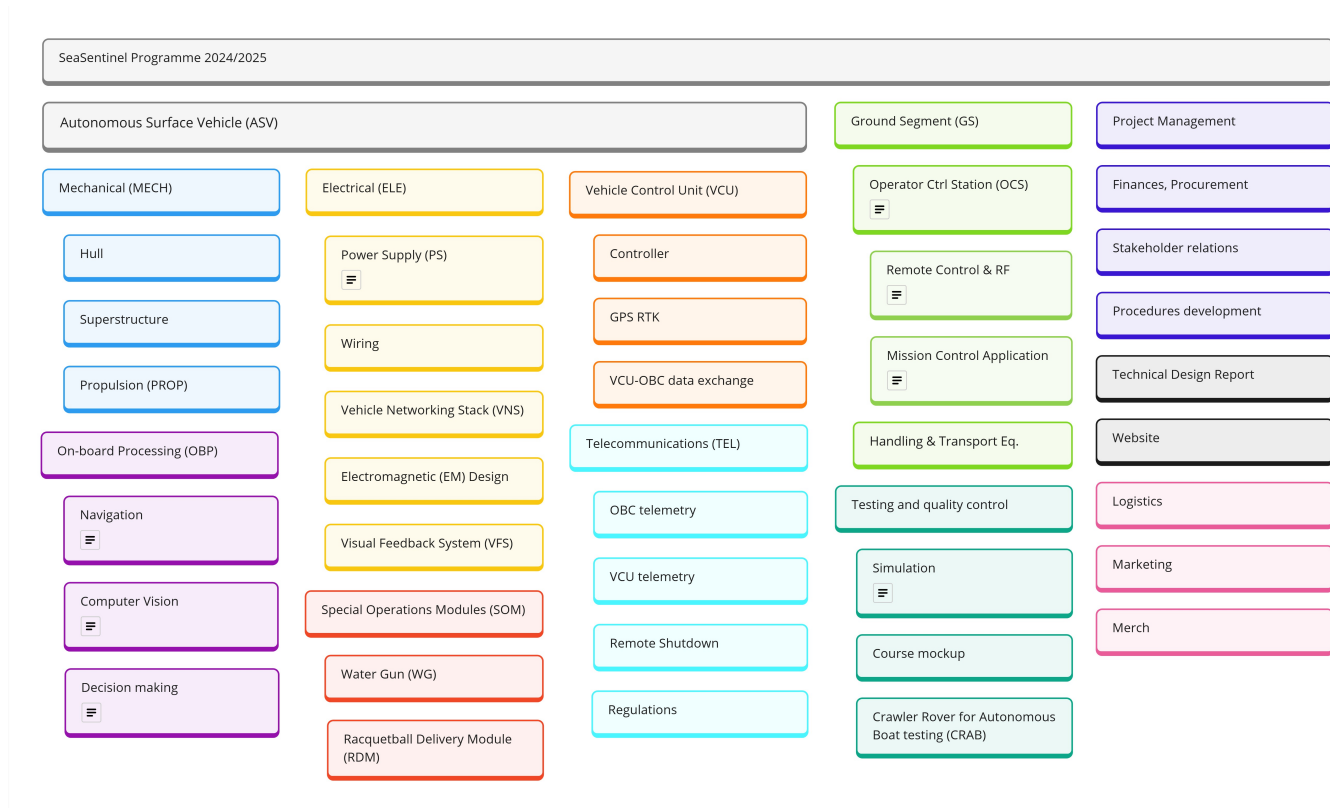 SeaSentinel Programme 2024/2025
Autonomous Surface Vehicle (ASV)
Mechanical (MECH)
Hull
Superstructure
Propulsion (PROP)
On-board Processing (OBP)
Navigation
Computer Vision
Decision making
Electrical (ELE)
Power Supply (PS)
Wiring
Vehicle Networking Stack (VNS)
Electromagnetic (EM) Design
Visual Feedback System (VFS)
Special Operations Modules (SOM)
Water Gun (WG)
Racquetball Delivery Module
(RDM)
Vehicle Control Unit (VCU)
Controller
GPS RTK
VCU-OBC data exchange
Telecommunications (TEL)
OBC telemetry
VCU telemetry
Remote Shutdown
Regulations
Ground Segment (GS)
Operator Ctrl Station (OCS)
Remote Control & RF
Mission Control Application
Handling & Transport Eq.
Testing and quality control
Simulation
Course mockup
Crawler Rover for Autonomous
Boat testing (CRAB)
Project Management
Finances, Procurement
Stakeholder relations
Procedures development
Technical Design Report
Website
Logistics
Marketing
Merch